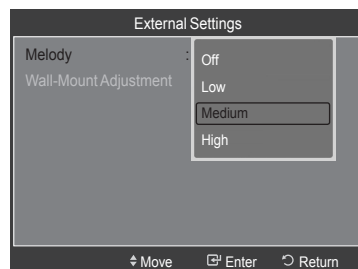 External Settings
Melody : Off
Wall-Mount Adjustment Low
Medium
High
Move Enter Return